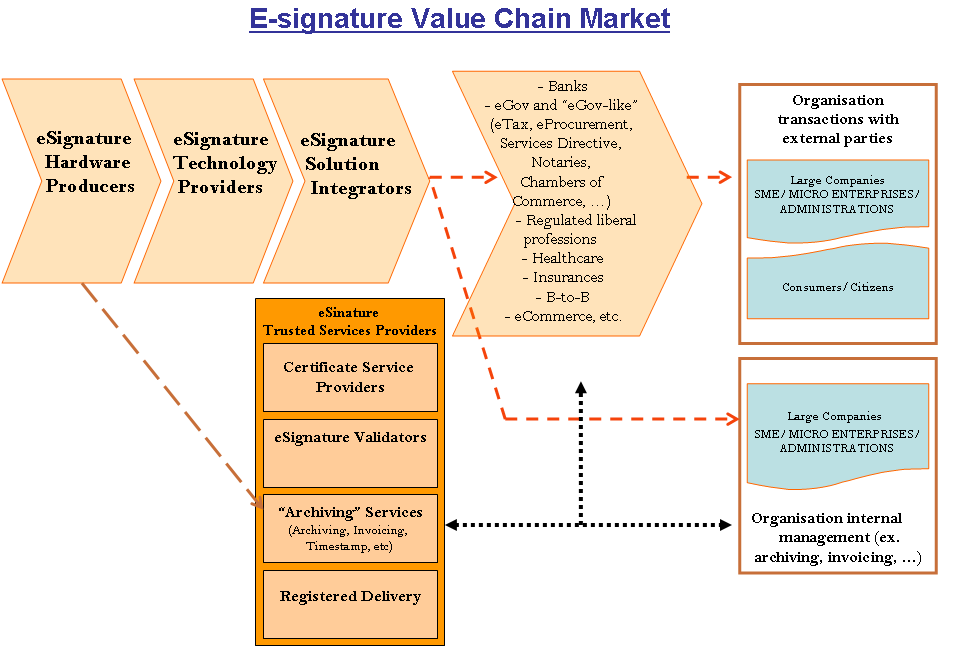 E-signature Value Chain Market
eSignature
Hardware
Producers
eSignature
Technology
Providers
eSignature
Solution
Integrators
- Banks
- eGov and “eGov-like”
(eTax, eProcurement,
Services Directive,
Notaries,
Chambers of
Commerce, …)
- Regulated liberal
professions
- Healthcare
- Insurances
- B-to-B
- eCommerce, etc.
Organisation
transactions with
external parties
Large Companies
SME / MICRO ENTERPRISES /
ADMINISTRATIONS
Consumers / Citizens
eSinature
Trusted Services Providers
Certificate Service
Providers
eSignature Validators
“Archiving” Services
(Archiving, Invoicing,
Timestamp, etc)
Registered Delivery
Large Companies
SME / MICRO ENTERPRISES /
ADMINISTRATIONS
Organisation internal
management (ex.
archiving, invoicing, …)